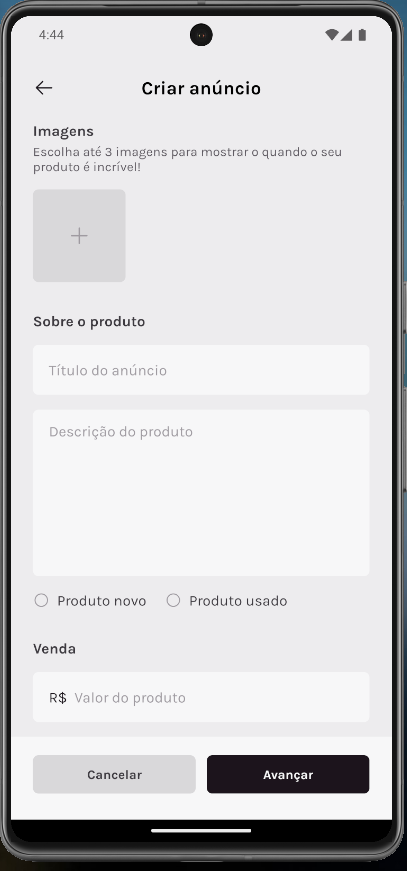 4:44
Criar anúncio
Imagens
Escolha até 3 imagens para mostrar o quando o seu
produto é incrível!
Sobre o produto
Título do anúncio
Descrição do produto
Produto novo Produto usado
Venda
R$ Valor do produto
Cancelar Avançar